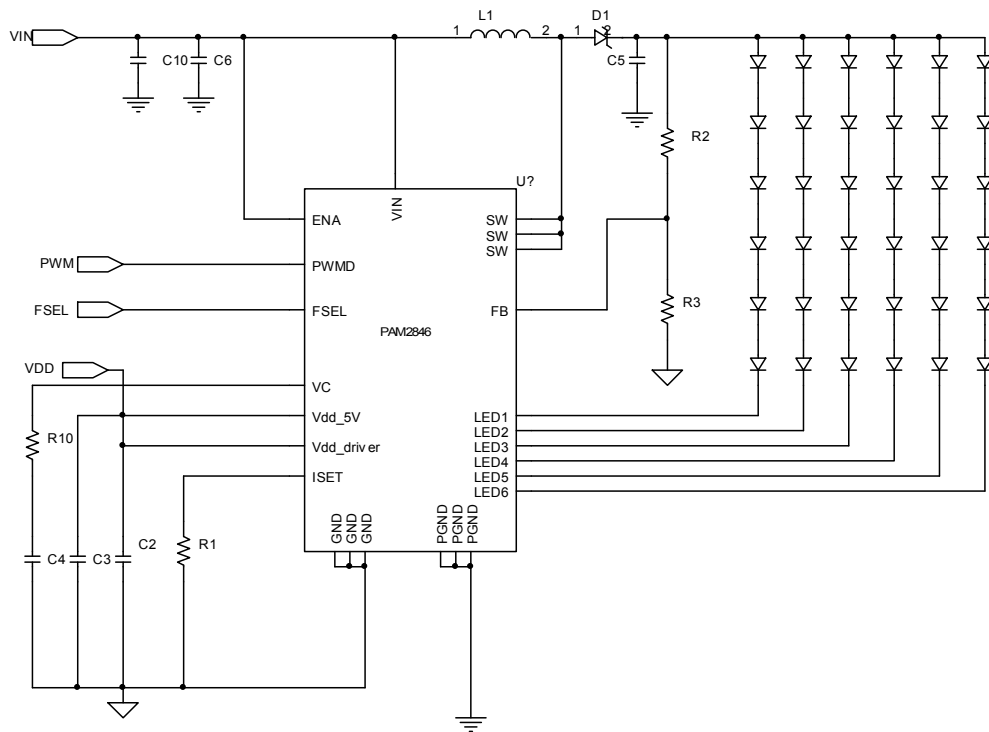 L1
D1
VIN
1
2
1
2
C10
C6
C5
R2
U?
VIN
ENA
SW
SW
SW
PWM
PWMD
FSEL
FSEL
FB
R3
PAM2846
VDD
VC
Vdd_5V
LED1
R10
LED2
Vdd_driver
LED3
LED4
ISET
LED5
LED6
GND
GND
GND
PGND
PGND
PGND
C4
C3
C2
R1